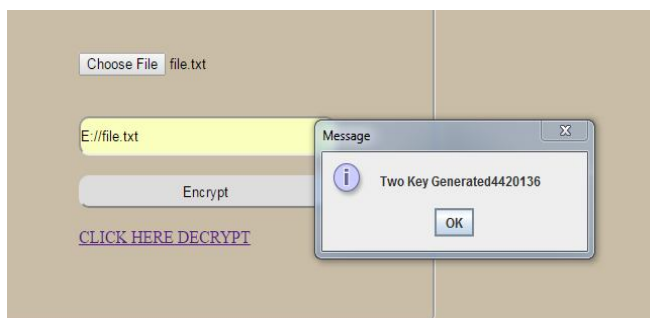 Choose File file.txt
E://file.txt
Message
Two Key Generated4420136
Encrypt
OK
CLICK HERE DECRYPT